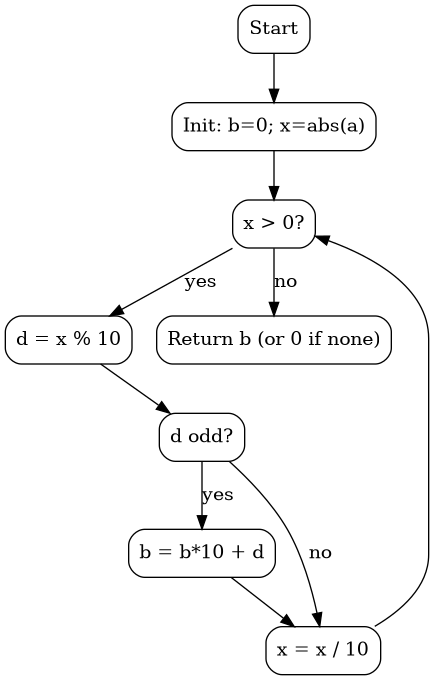 Start
Init: b=0; x=abs(a)
x > 0?
yes
no
d = x % 10
Return b (or 0 if none)
d odd?
yes
b = b*10 + d
no
x = x / 10